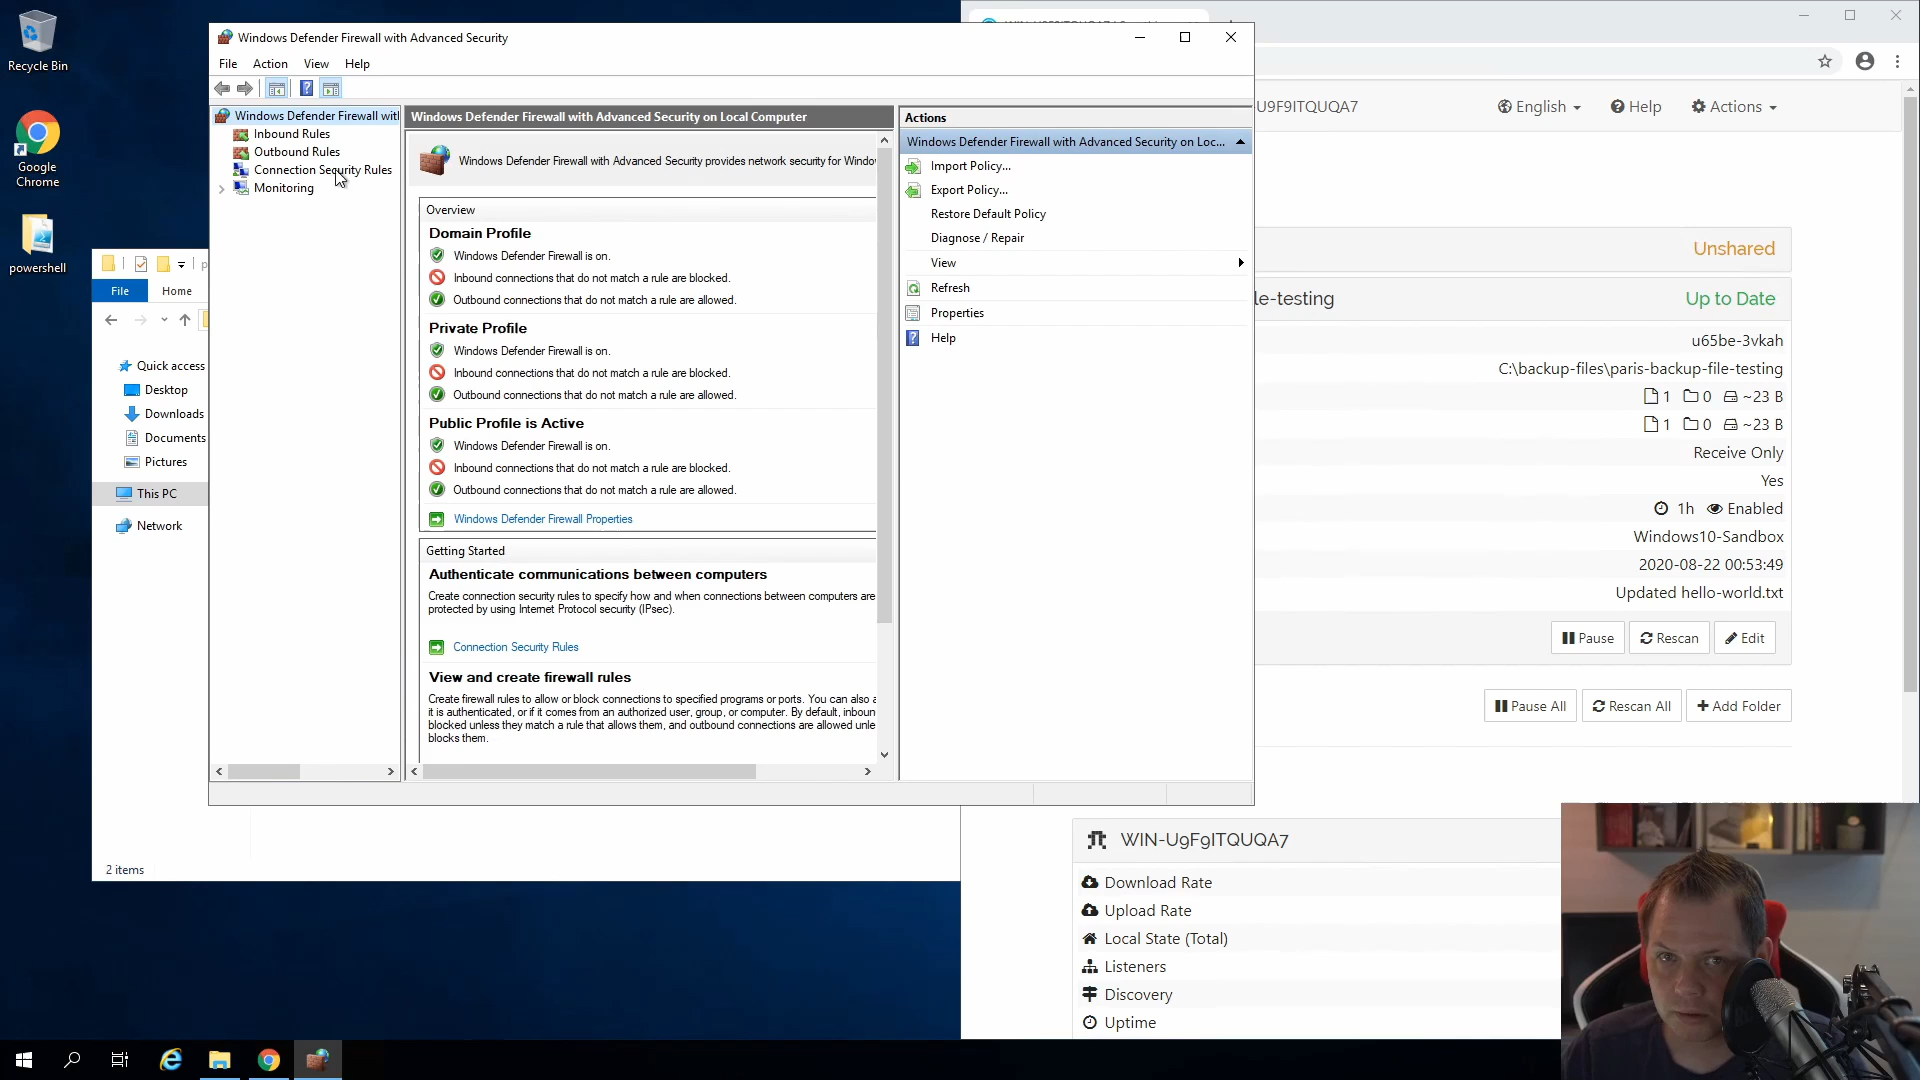 Recycle Bin
Google
Chrome
powershell
Windows Defender Firewall with Advanced Security
File Action View Help
Windows Defender Firewall wit
Inbound Rules
Outbound Rules
Connection Security Rules
Monitoring
Windows Defender Firewall with Advanced Security on Local Computer
Windows Defender Firewall with Advanced Security provides network security for Windo
Overview
Domain Profile
Windows Defender Firewall is on.
Inbound connections that do not match a rule are blocked.
Outbound connections that do not match a rule are allowed.
Private Profile
Windows Defender Firewall is on.
Inbound connections that do not match a rule are blocked.
Outbound connections that do not match a rule are allowed.
Public Profile is Active
Windows Defender Firewall is on.
Inbound connections that do not match a rule are blocked.
Outbound connections that do not match a rule are allowed.
Windows Defender Firewall Properties
Getting Started
Authenticate communications between computers
Create connection security rules to specify how and when connections between computers are
protected by using Internet Protocol security (IPsec).
Connection Security Rules
View and create firewall rules
Create firewall rules to allow or block connections to specified programs or ports. You can also a
it is authenticated, or if it comes from an authorized user, group, or computer. By default, inboun
blocked unless they match a rule that allows them, and outbound connections are allowed unle
blocks them.
Actions
Windows Defender Firewall with Advanced Security on Loc...
Import Policy...
Export Policy...
Restore Default Policy
Diagnose / Repair
View
Refresh
Properties
Help
File Home
Quick access
Desktop
Downloads
Documents
Pictures
This PC
Network
2 items
U9F9ITQUQA7 English Help Actions
Unshared
le-testing Up to Date
u65be-3vkah
C:\backup-files\paris-backup-file-testing
1 0 ~23 B
1 0 ~23 B
Receive Only
Yes
1h Enabled
Windows10-Sandbox
2020-08-22 00:53:49
Updated hello-world.txt
Pause Rescan Edit
Pause All Rescan All Add Folder
WIN-U9F9ITQUQA7
Download Rate
Upload Rate
Local State (Total)
Listeners
Discovery
Uptime